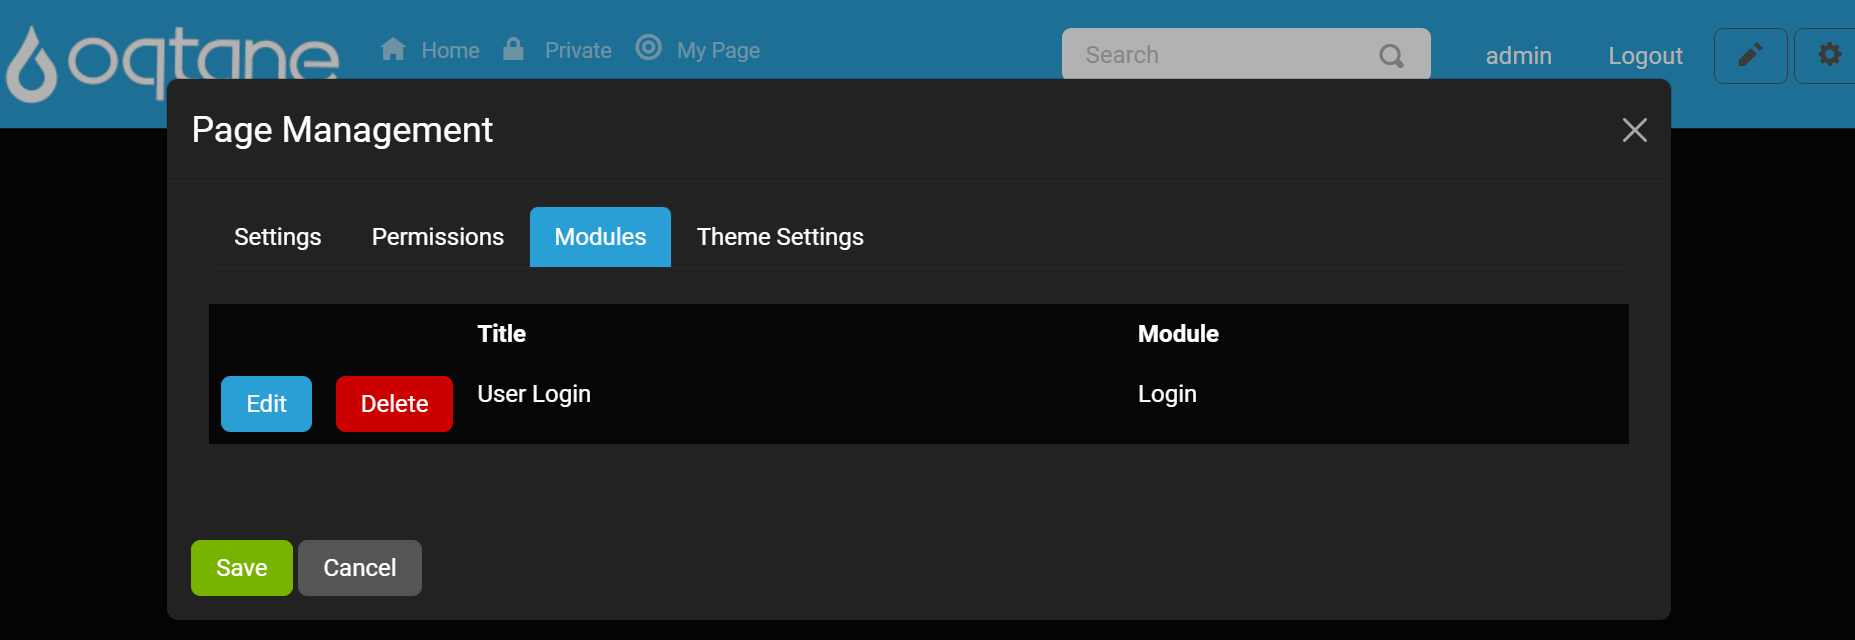 oqtane
Home Private My Page
Search
admin Logout
Page Management
Settings Permissions Modules Theme Settings
Title Module
Edit Delete User Login Login
Save Cancel